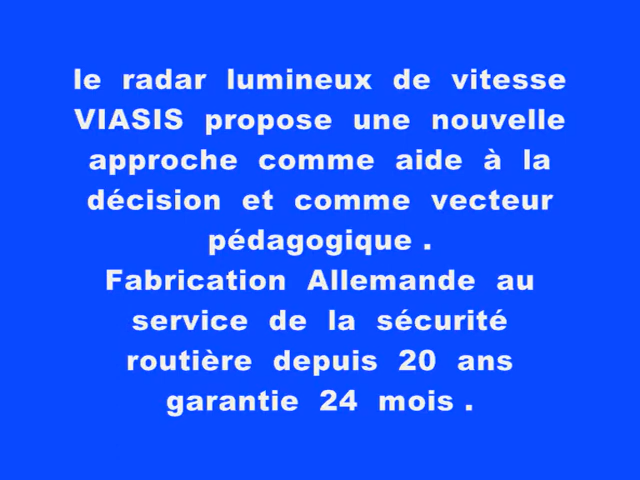 le radar lumineux de vitesse
VIASIS propose une nouvelle
approche comme aide à la
décision et comme vecteur
pédagogique .
Fabrication Allemande au
service de la sécurité
routière depuis 20 ans
garantie 24 mois .